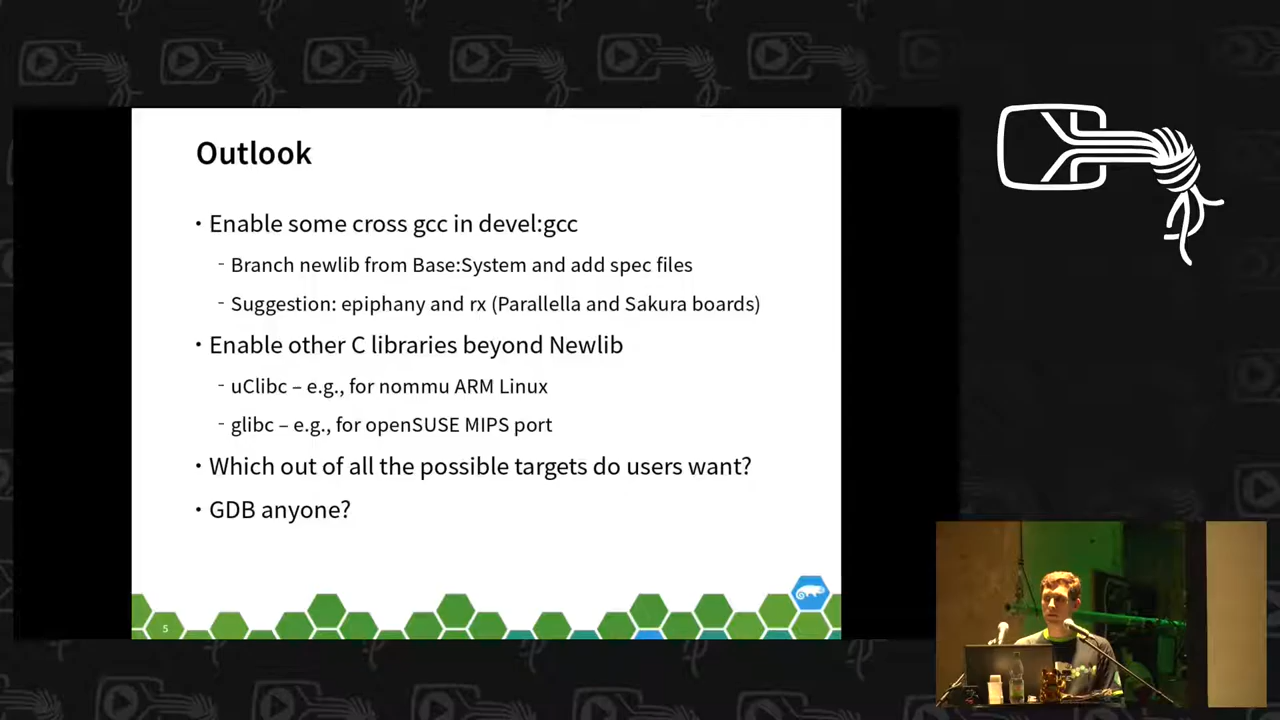 Outlook
• Enable some cross gcc in devel:gcc
- Branch newlib from Base:System and add spec files
- Suggestion: epiphany and rx (Parallella and Sakura boards)
• Enable other C libraries beyond Newlib
- uClibc – e.g., for nommu ARM Linux
- glibc – e.g., for openSUSE MIPS port
• Which out of all the possible targets do users want?
• GDB anyone?
5